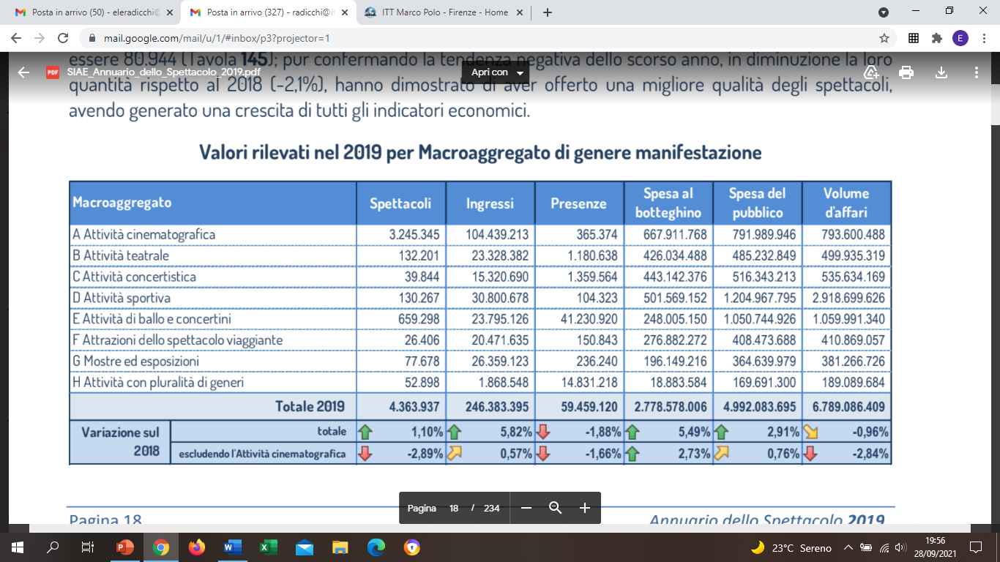 Posta in arrivo (50) - eleradicchi@
Posta in arrivo (327) - radicchi@it
ITT Marco Polo - Firenze - Home
mail.google.com/mail/u/1/#inbox/p3?projector=1
E
essere 80.944 (Tavola 145); pur confermando la tendenza negativa dello scorso anno, in diminuzione la loro
PDF SIAE_Annuario_dello_Spettacolo_2019.pdf
Apri con
quantità rispetto al 2018 (-2,1%), hanno dimostrato di aver offerto una migliore qualità degli spettacoli,
avendo generato una crescita di tutti gli indicatori economici.
Valori rilevati nel 2019 per Macroaggregato di genere manifestazione
Macroaggregato Spettacoli Ingressi Presenze Spesa al botteghino Spesa del pubblico Volume d'affari
A Attività cinematografica 3.245.345 104.439.213 365.374 667.911.768 791.989.946 793.600.488
B Attività teatrale 132.201 23.328.382 1.180.638 426.034.488 485.232.849 499.935.319
C Attività concertistica 39.844 15.320.690 1.359.564 443.142.376 516.343.213 535.634.169
D Attività sportiva 130.267 30.800.678 104.323 501.569.152 1.204.967.795 2.918.699.626
E Attività di ballo e concertini 659.298 23.795.126 41.230.920 248.005.150 1.050.744.926 1.059.991.340
F Attrazioni dello spettacolo viaggiante 26.406 20.471.635 150.843 276.882.272 408.473.688 410.869.057
G Mostre ed esposizioni 77.678 26.359.123 236.240 196.149.216 364.639.979 381.266.726
H Attività con pluralità di generi 52.898 1.868.548 14.831.218 18.883.584 169.691.300 189.089.684
Totale 2019 4.363.937 246.383.395 59.459.120 2.778.578.006 4.992.083.695 6.789.086.409
Variazione sul 2018
totale 1,10% 5,82% -1,88% 5,49% 2,91% -0,96%
escludendo l'Attività cinematografica -2,89% 0,57% -1,66% 2,73% 0,76% -2,84%
Pagina 18 / 234
Pagina 18
Annuario dello Spettacolo 2019
23°C Sereno
19:56
28/09/2021